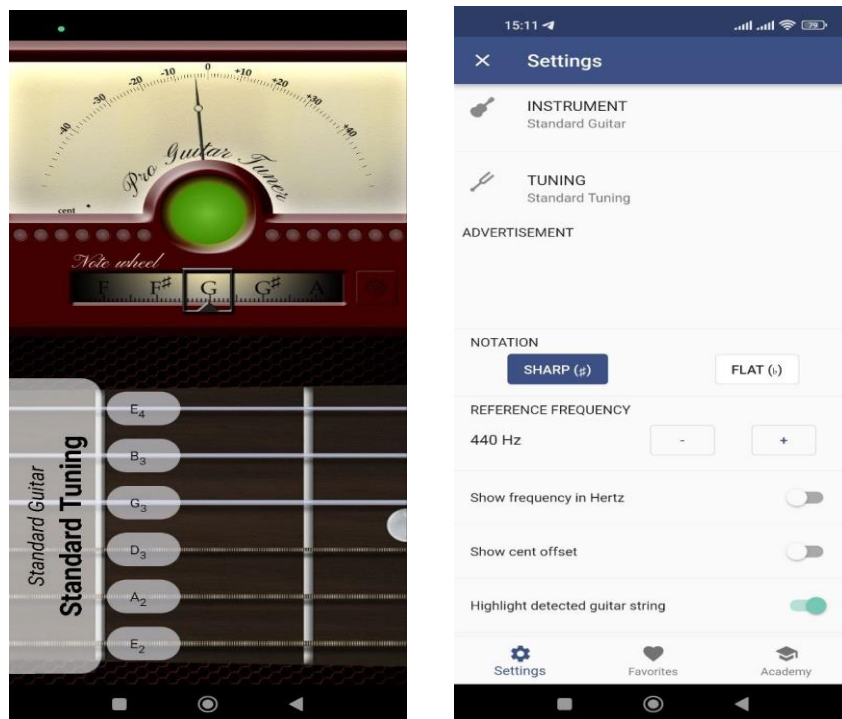 -40
-30
-20
-10
0
+10
+20
+30
+40
cent
Pro Guitar Tuner
Note wheel
F F♯ G G♯ A
Standard Guitar
Standard Tuning
E4
B3
G3
D3
A2
E2
15:11
79
Settings
INSTRUMENT
Standard Guitar
TUNING
Standard Tuning
ADVERTISEMENT
NOTATION
SHARP (♯) FLAT (♭)
REFERENCE FREQUENCY
440 Hz - +
Show frequency in Hertz
Show cent offset
Highlight detected guitar string
Settings Favorites Academy